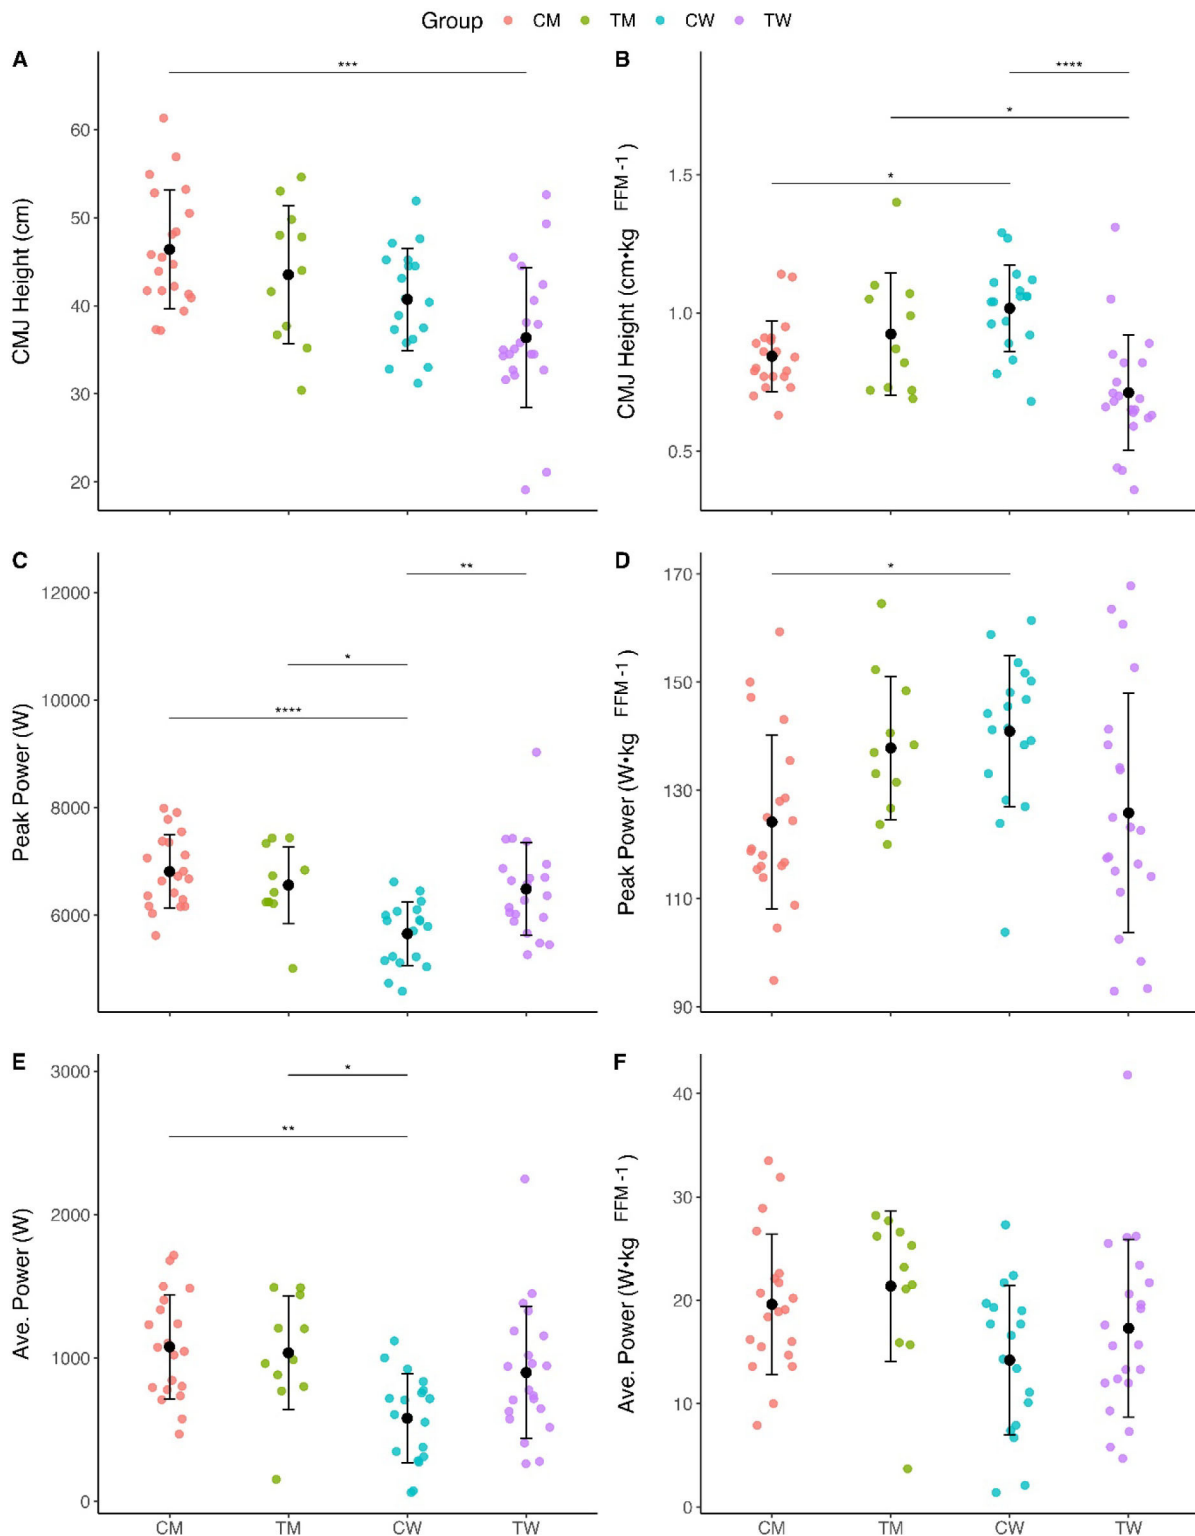 Group CM TM CW TW
A
***
CMJ Height (cm)
60
50
40
30
20
B
****
*
*
CMJ Height (cm•kg FFM -1)
1.5
1.0
0.5
C
**
*
****
Peak Power (W)
12000
10000
8000
6000
D
*
Peak Power (W•kg FFM -1)
170
150
130
110
90
E
*
**
Ave. Power (W)
3000
2000
1000
0
CM TM CW TW
F
Ave. Power (W•kg FFM -1)
40
30
20
10
0
CM TM CW TW